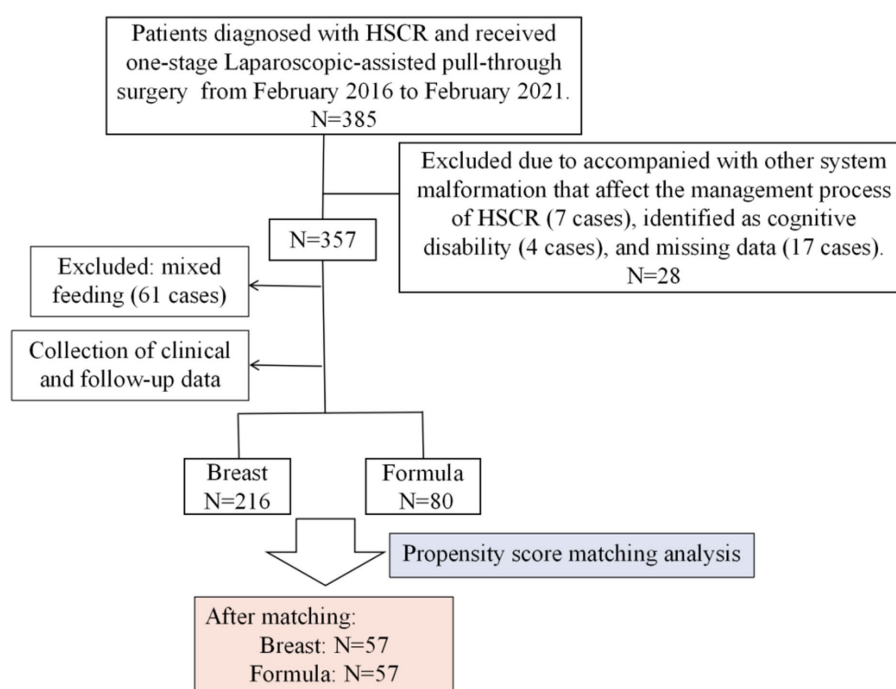 Patients diagnosed with HSCR and received
one-stage Laparoscopic-assisted pull-through
surgery from February 2016 to February 2021.
N=385
Excluded due to accompanied with other system
malformation that affect the management process
of HSCR (7 cases), identified as cognitive
disability (4 cases), and missing data (17 cases).
N=28
N=357
Excluded: mixed
feeding (61 cases)
Collection of clinical
and follow-up data
Breast
N=216
Formula
N=80
Propensity score matching analysis
After matching:
Breast: N=57
Formula: N=57